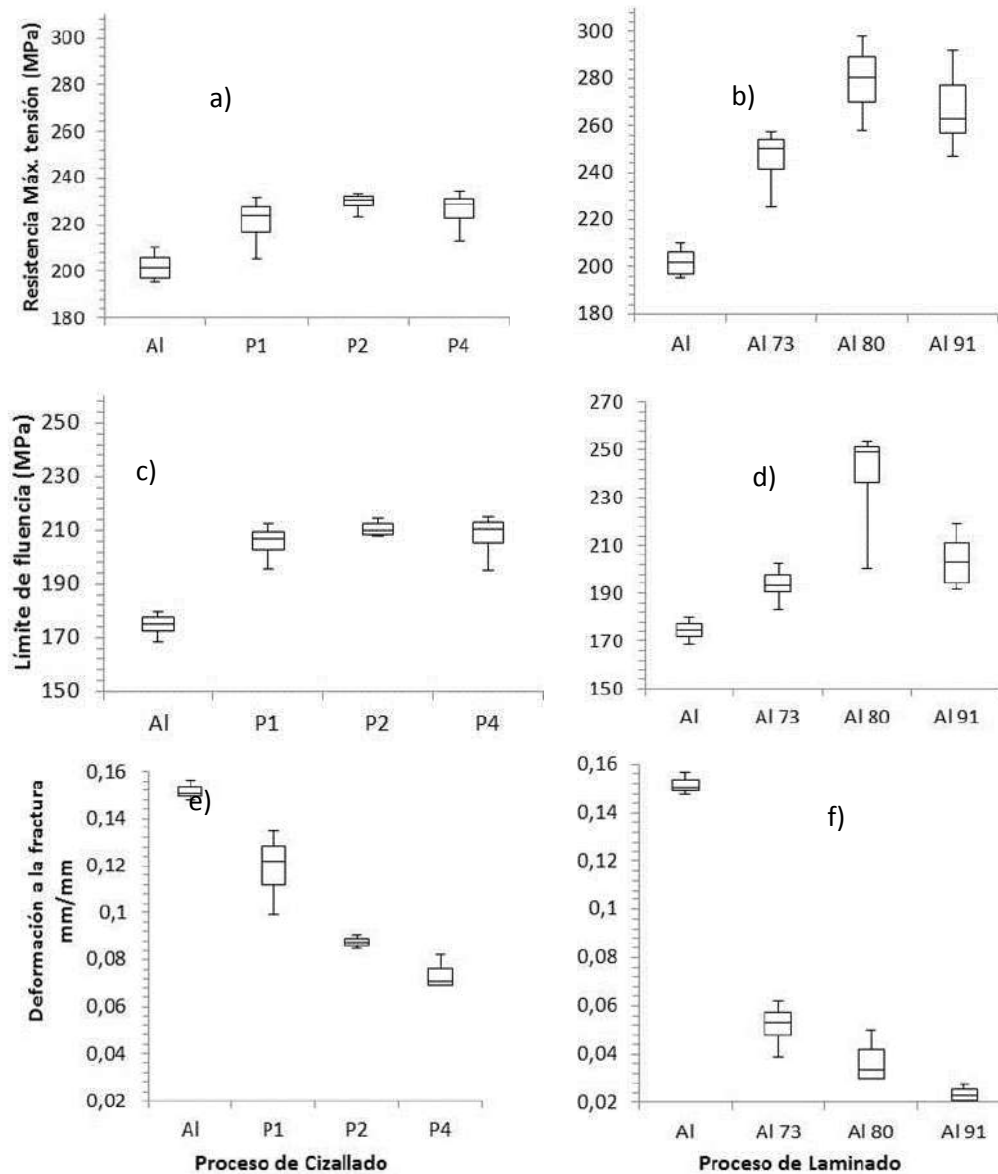 Resistencia Máx. tensión (MPa)
300
280
260
240
220
200
180
a)
Al P1 P2 P4
300
280
260
240
220
200
180
b)
Al Al 73 Al 80 Al 91
Límite de fluencia (MPa)
250
230
210
190
170
150
c)
Al P1 P2 P4
270
250
230
210
190
170
150
d)
Al Al 73 Al 80 Al 91
Deformación a la fractura
mm/mm
0,16
0,14
0,12
0,1
0,08
0,06
0,04
0,02
e)
Al P1 P2 P4
Proceso de Cizallado
0,16
0,14
0,12
0,1
0,08
0,06
0,04
0,02
f)
Al Al 73 Al 80 Al 91
Proceso de Laminado